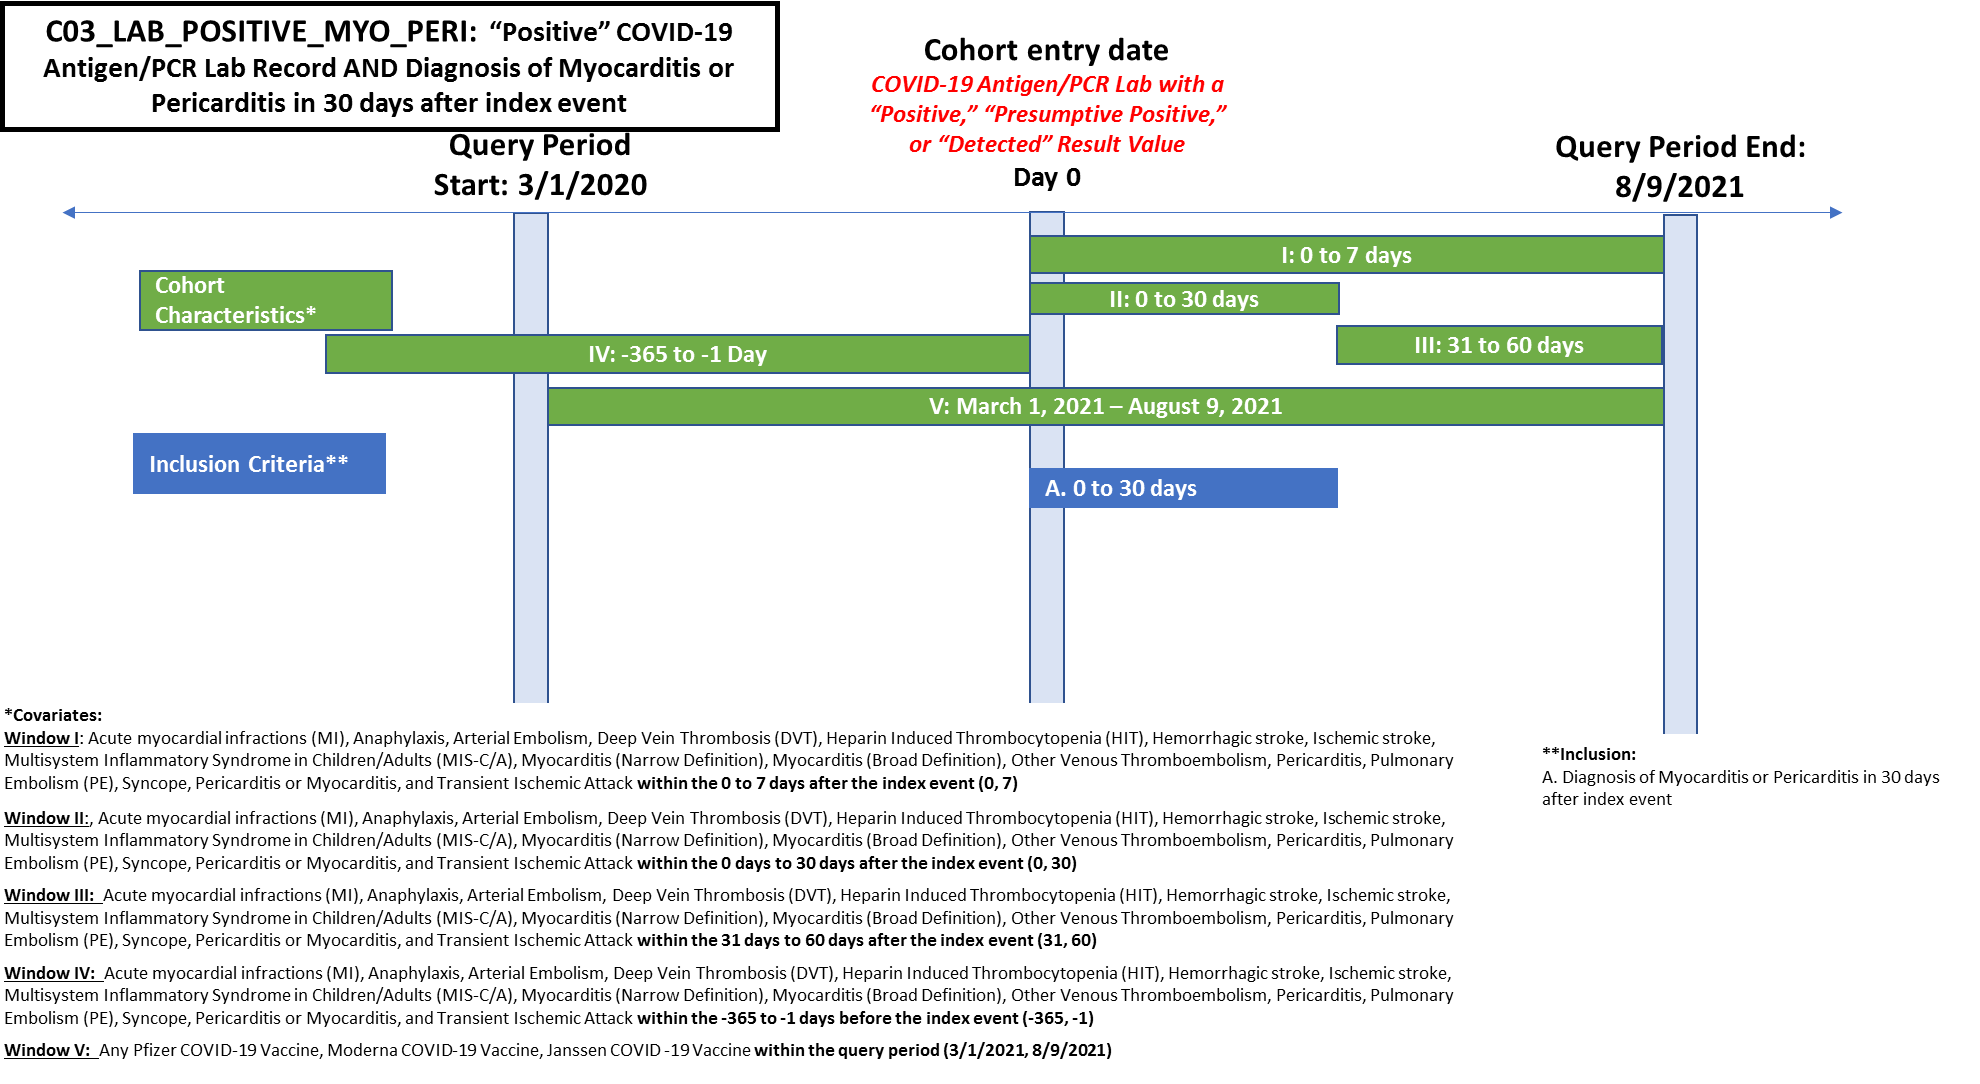 C03_LAB_POSITIVE_MYO_PERI: “Positive” COVID-19
Antigen/PCR Lab Record AND Diagnosis of Myocarditis or
Pericarditis in 30 days after index event
Cohort entry date
COVID-19 Antigen/PCR Lab with a
“Positive,” “Presumptive Positive,”
or “Detected” Result Value
Day 0
Query Period
Start: 3/1/2020
Query Period End:
8/9/2021
I: 0 to 7 days
Cohort
Characteristics*
II: 0 to 30 days
III: 31 to 60 days
IV: -365 to -1 Day
V: March 1, 2021 – August 9, 2021
Inclusion Criteria**
A. 0 to 30 days
*Covariates:
Window I: Acute myocardial infractions (MI), Anaphylaxis, Arterial Embolism, Deep Vein Thrombosis (DVT), Heparin Induced Thrombocytopenia (HIT), Hemorrhagic stroke, Ischemic stroke,
Multisystem Inflammatory Syndrome in Children/Adults (MIS-C/A), Myocarditis (Narrow Definition), Myocarditis (Broad Definition), Other Venous Thromboembolism, Pericarditis, Pulmonary
Embolism (PE), Syncope, Pericarditis or Myocarditis, and Transient Ischemic Attack within the 0 to 7 days after the index event (0, 7)
Window II:, Acute myocardial infractions (MI), Anaphylaxis, Arterial Embolism, Deep Vein Thrombosis (DVT), Heparin Induced Thrombocytopenia (HIT), Hemorrhagic stroke, Ischemic stroke,
Multisystem Inflammatory Syndrome in Children/Adults (MIS-C/A), Myocarditis (Narrow Definition), Myocarditis (Broad Definition), Other Venous Thromboembolism, Pericarditis, Pulmonary
Embolism (PE), Syncope, Pericarditis or Myocarditis, and Transient Ischemic Attack within the 0 days to 30 days after the index event (0, 30)
Window III: Acute myocardial infractions (MI), Anaphylaxis, Arterial Embolism, Deep Vein Thrombosis (DVT), Heparin Induced Thrombocytopenia (HIT), Hemorrhagic stroke, Ischemic stroke,
Multisystem Inflammatory Syndrome in Children/Adults (MIS-C/A), Myocarditis (Narrow Definition), Myocarditis (Broad Definition), Other Venous Thromboembolism, Pericarditis, Pulmonary
Embolism (PE), Syncope, Pericarditis or Myocarditis, and Transient Ischemic Attack within the 31 days to 60 days after the index event (31, 60)
Window IV: Acute myocardial infractions (MI), Anaphylaxis, Arterial Embolism, Deep Vein Thrombosis (DVT), Heparin Induced Thrombocytopenia (HIT), Hemorrhagic stroke, Ischemic stroke,
Multisystem Inflammatory Syndrome in Children/Adults (MIS-C/A), Myocarditis (Narrow Definition), Myocarditis (Broad Definition), Other Venous Thromboembolism, Pericarditis, Pulmonary
Embolism (PE), Syncope, Pericarditis or Myocarditis, and Transient Ischemic Attack within the -365 to -1 days before the index event (-365, -1)
Window V: Any Pfizer COVID-19 Vaccine, Moderna COVID-19 Vaccine, Janssen COVID -19 Vaccine within the query period (3/1/2021, 8/9/2021)
**Inclusion:
A. Diagnosis of Myocarditis or Pericarditis in 30 days
after index event